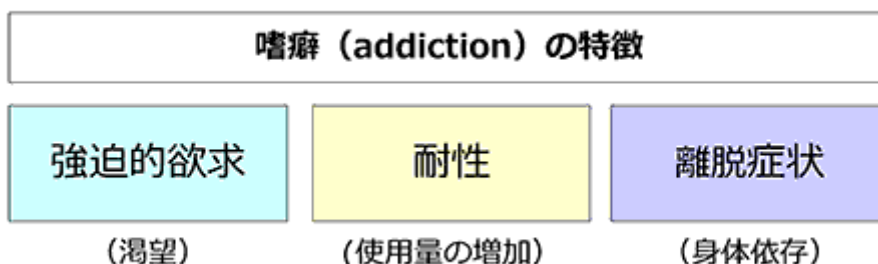 嗜癖（addiction）の特徴
強迫的欲求 耐性 離脱症状
（渇望） （使用量の増加） （身体依存）